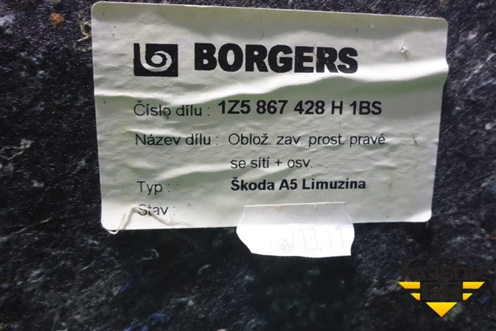 BORGERS
Číslo dílu : 1Z5 867 428 H 1BS
Název dílu : Oblož. zav. prost. pravé
se sítí + osv.
Typ : Škoda A5 Limuzina
Stav :